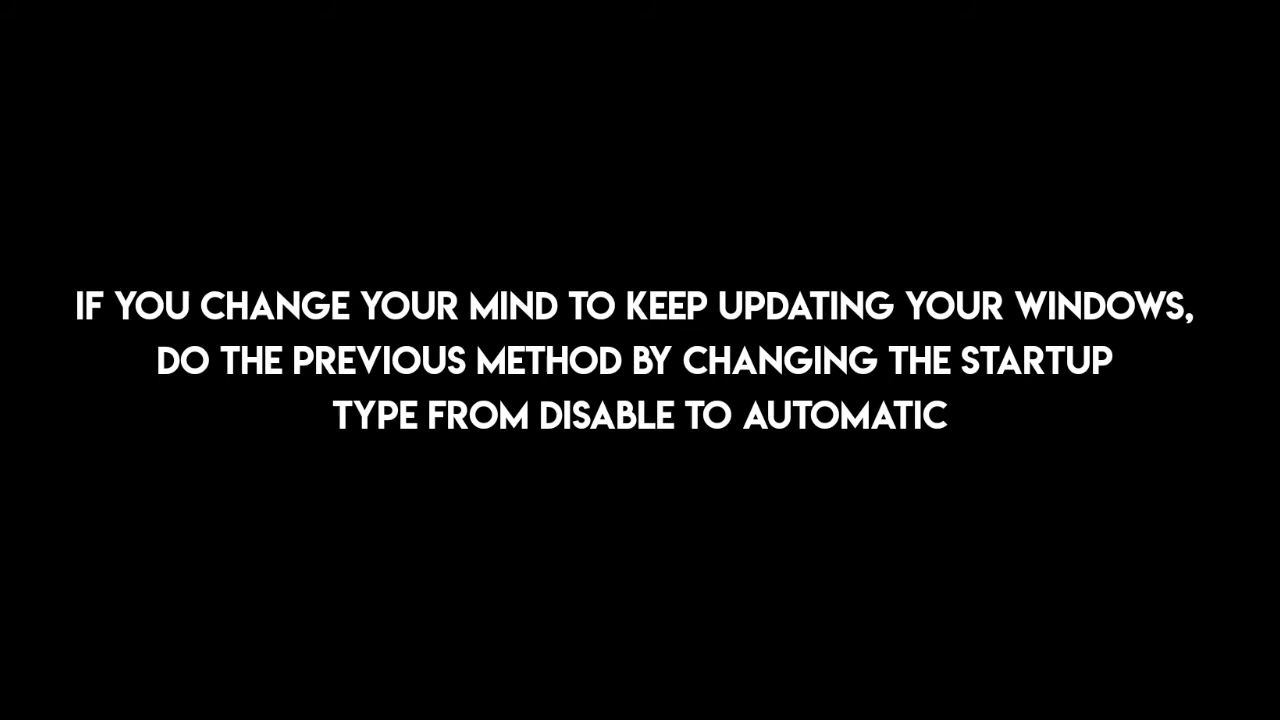 IF YOU CHANGE YOUR MIND TO KEEP UPDATING YOUR WINDOWS,
DO THE PREVIOUS METHOD BY CHANGING THE STARTUP
TYPE FROM DISABLE TO AUTOMATIC